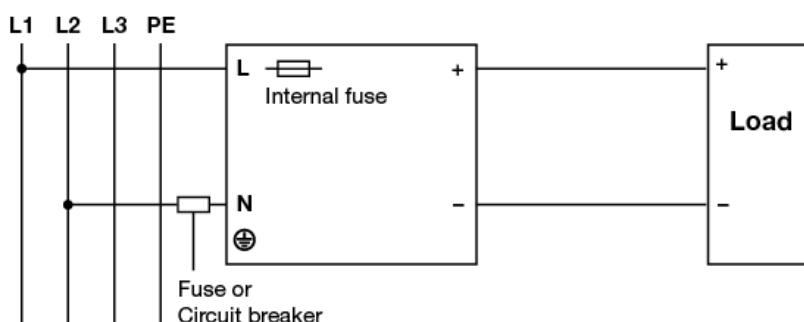 L1 L2 L3 PE
L + +
Internal fuse
Load
N − −
Fuse or
Circuit breaker